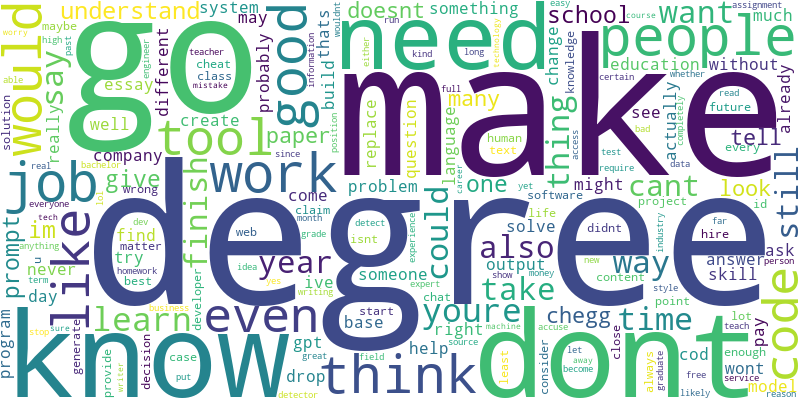 understand
system
may
doesnt
something
want
people
much
maybe
high
past
able
teacher
engineer
thats
wouldnt
either
kind
long
easy
course
run
assignment
worry
school
education
without
already
solution
would
say
go
good
need
make
really
essay
different
probably
cheat
class
mistake
build
information
technology
change
thing
knowledge
certain
whether
completely
actually
see
read
future
bad
tell
every
data
well
create
tool
paper
replace
position
many
question
language
human
text
access
test
require
company
real
bachelor
lol
since
full
job
give
finish
work
problem
one
cant
might
look
still
everyone
wrong
tech
come
claim
month
could
career
yet
software
solve
life
project
id
im
dev
find
matter
try
anything
u
homework
term
best
never
day
prompt
like
degree
web
grade
idea
yes
detect
isnt
experience
expert
someone
year
ive
also
output
show
money
take
way
industry
didnt
far
hire
new
content
style
point
answer
skill
ask
person
code
learn
even
developer
writing
start
base
chat
youre
chegg
time
lot
teach
pay
program
know
business
stop
sure
generate
provide
writer
decision
case
put
gpt
great
field
drop
detector
think
help
right
source
machine
least
close
consider
accuse
let
away
become
graduate
likely
dont
cod
always
free
wont
enough
model
service
reason